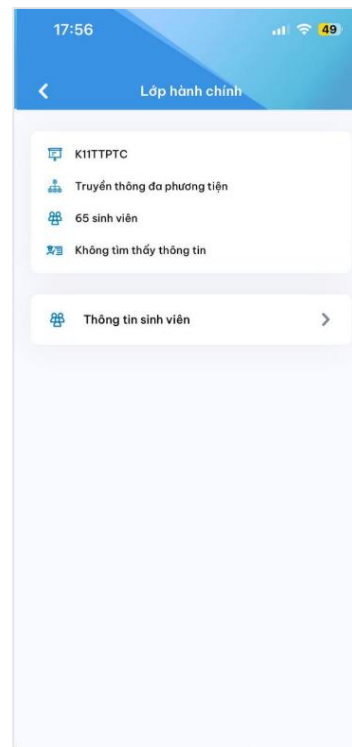 17:56
49
Lớp hành chính
K11TTPTC
Truyền thông đa phương tiện
65 sinh viên
Không tìm thấy thông tin
Thông tin sinh viên